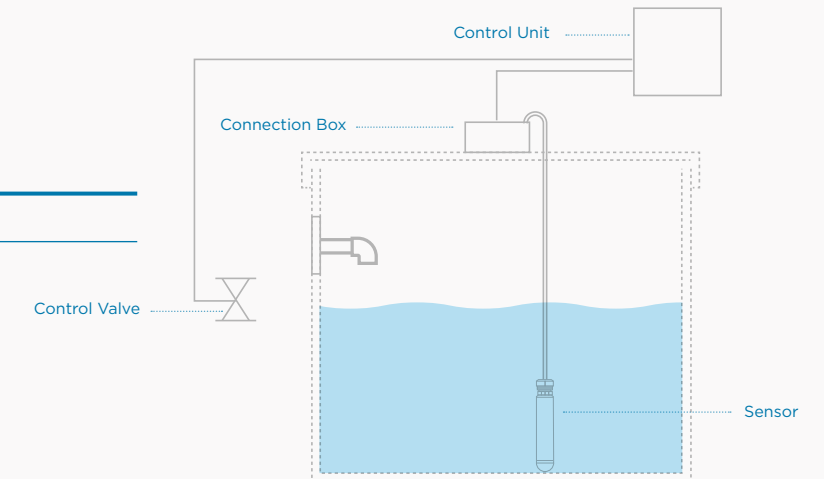 Control Unit
Connection Box
Control Valve
Sensor